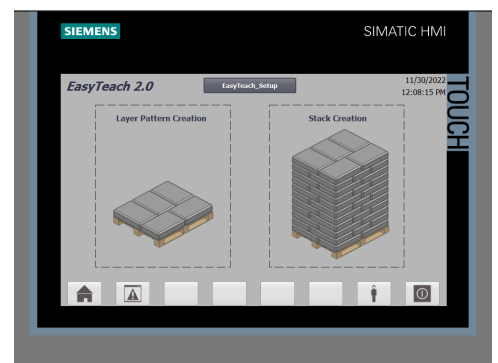 SIEMENS
SIMATIC HMI
TOUCH
EasyTeach 2.0
EasyTeach_Setup
11/30/2022
12:08:15 PM
Layer Pattern Creation
Stack Creation